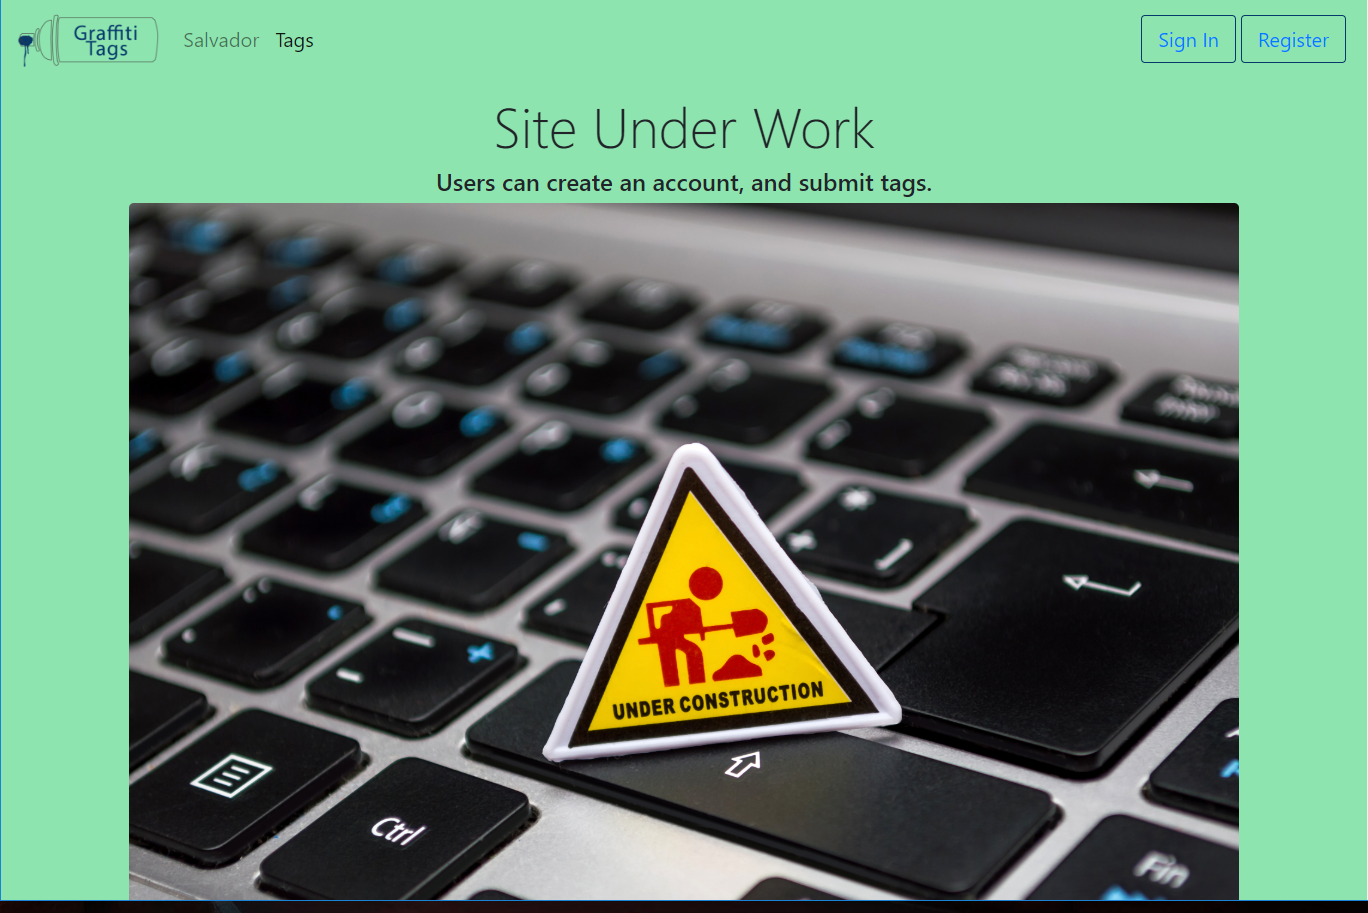 Graffiti
Tags
Salvador
Tags
Sign In
Register
Site Under Work
Users can create an account, and submit tags.
UNDER CONSTRUCTION
Ctrl
Fin